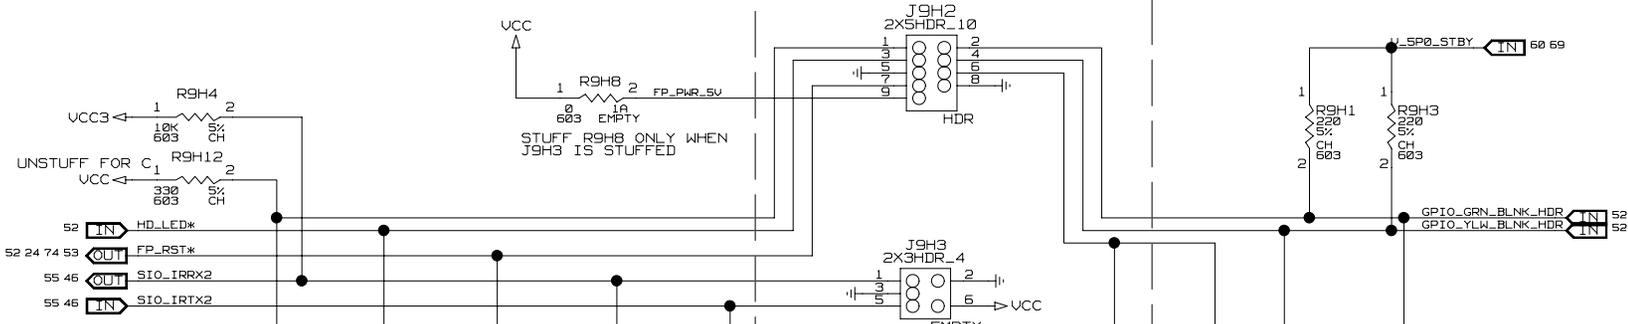 J9H2
2X5HDR_10
VCC
1 2
3 4
5 6
7 8
9
HDR
V_5P0_STBY
IN
60 69
R9H8
1 2
FP_PWR_5V
0 1A
603 EMPTY
STUFF R9H8 ONLY WHEN
J9H3 IS STUFFED
R9H4
VCC3
1 2
10K 5%
603 CH
R9H12
UNSTUFF FOR C
VCC
1 2
330 5%
603 CH
1
R9H1
220
5%
CH
603
2
1
R9H3
220
5%
CH
603
2
52 IN HD_LED*
52 24 74 53 OUT FP_RST*
55 46 OUT SIO_IRRX2
55 46 IN SIO_IRTX2
GPIO_GRN_BLNK_HDR IN 52
GPIO_YLW_BLNK_HDR IN 52
J9H3
2X3HDR_4
1 2
3
5 6
VCC
EMPTY